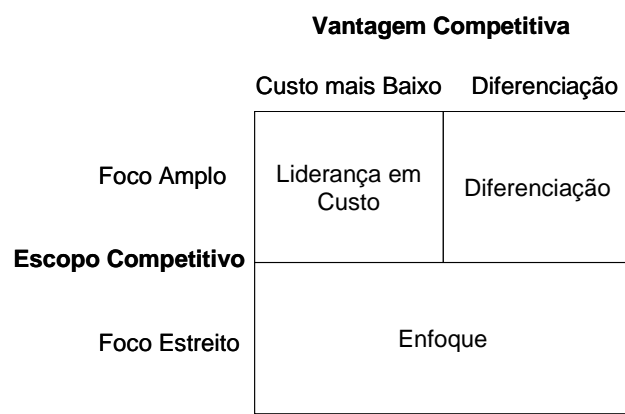 Vantagem Competitiva
Custo mais Baixo Diferenciação
Foco Amplo
Liderança em
Custo
Diferenciação
Escopo Competitivo
Foco Estreito
Enfoque